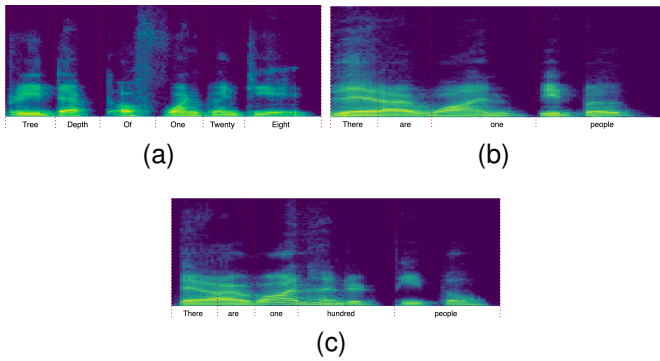 Tree Depth Of One Twenty Eight
There are one people
(a)
(b)
There are one hundred people
(c)